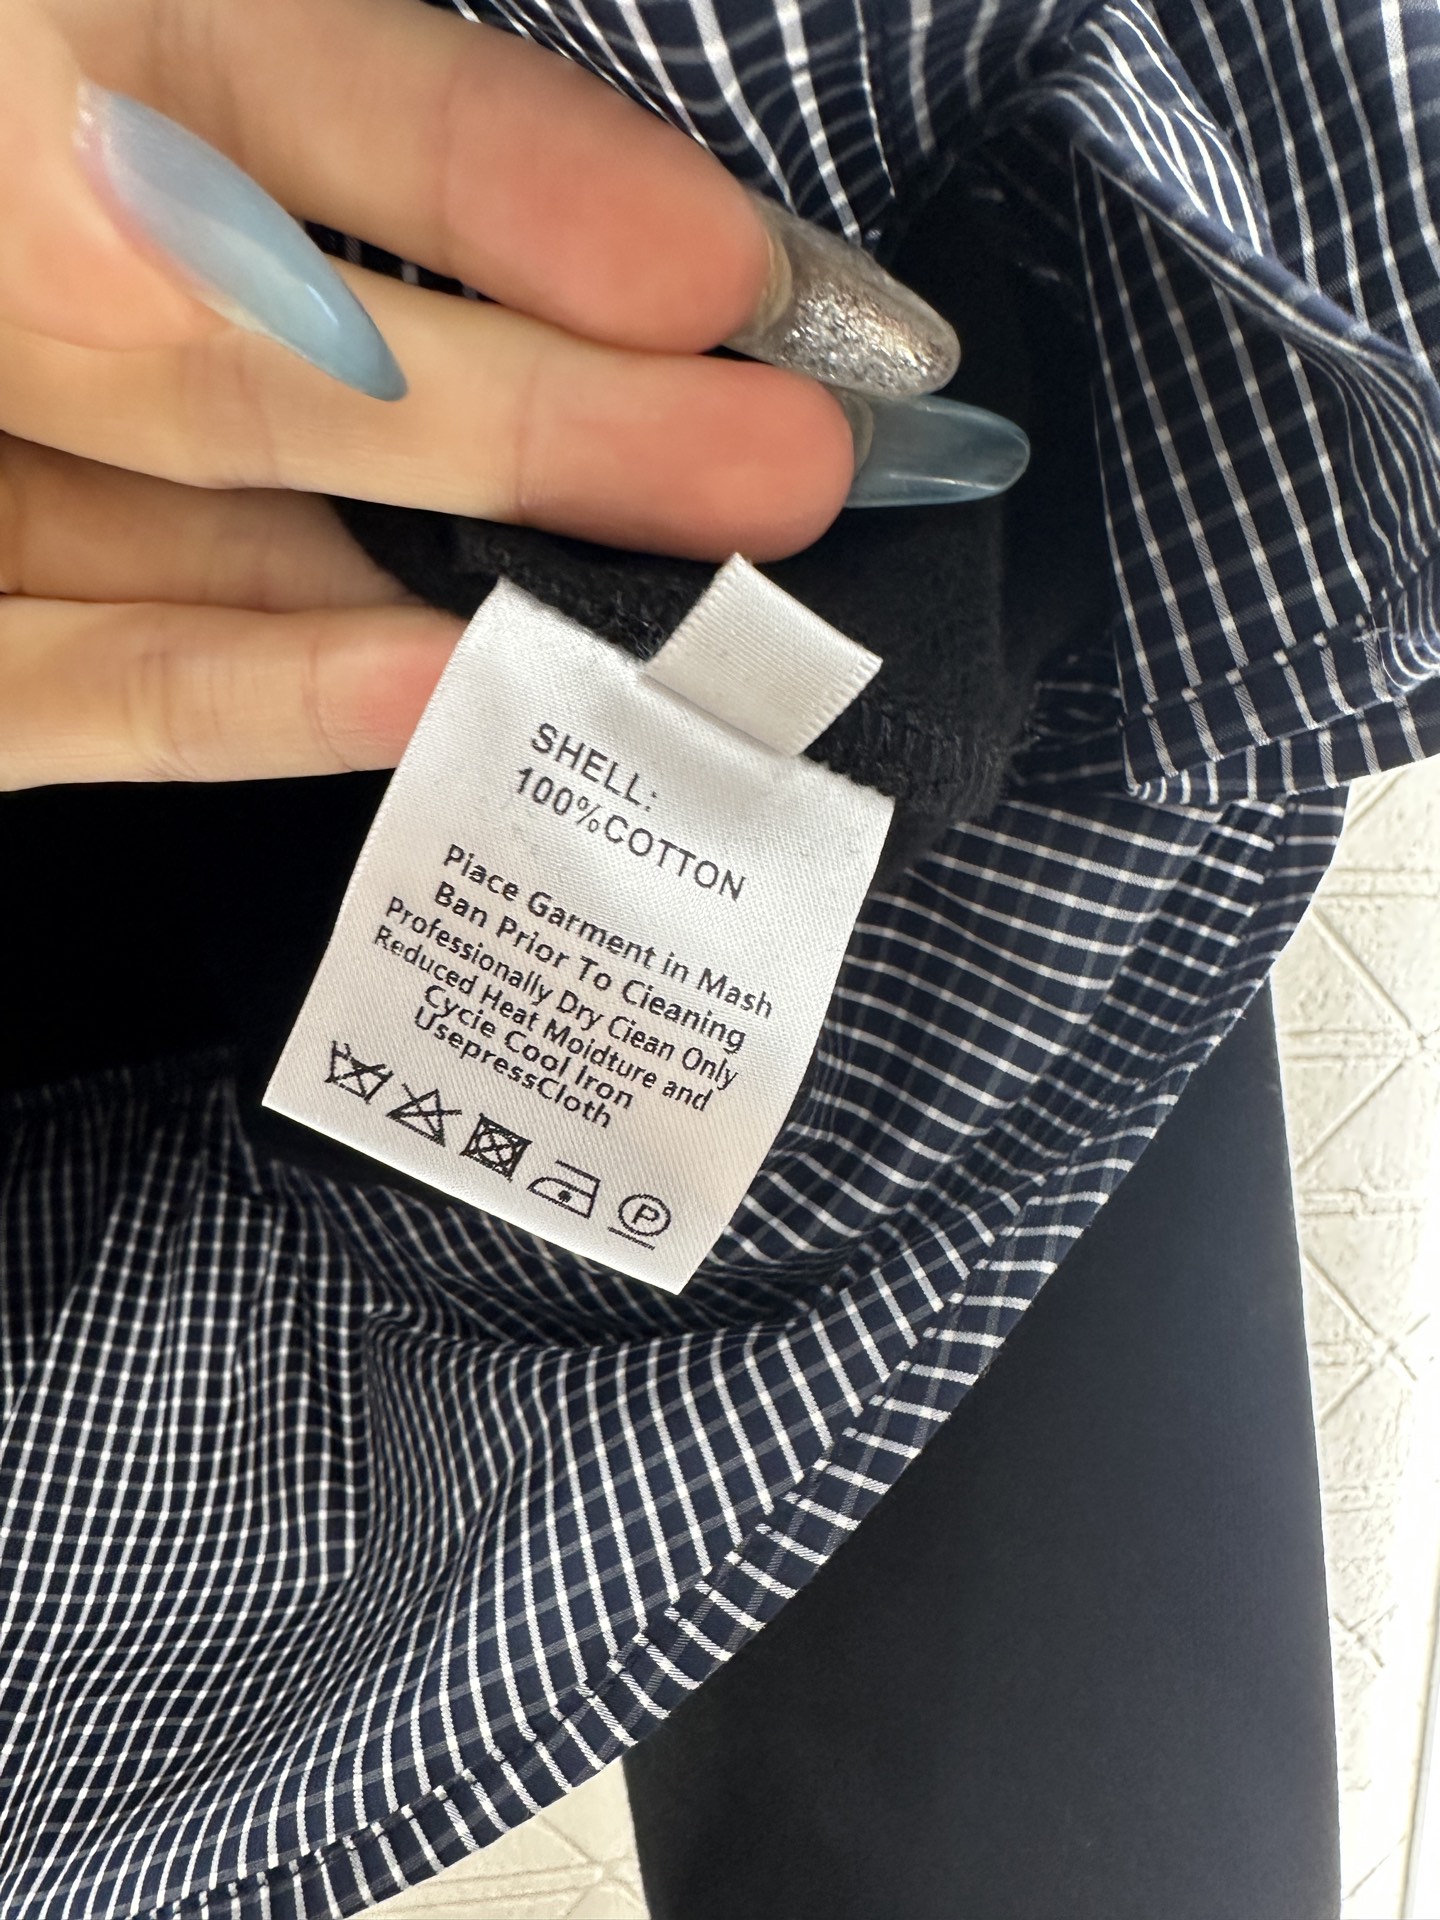 SHELL:
100%COTTON
Piace Garment in Mash
Ban Prior To Cieaning
Professionally Dry Clean Only
Reduced Heat Moidture and
Cycie Cool Iron
UsepressCloth
P